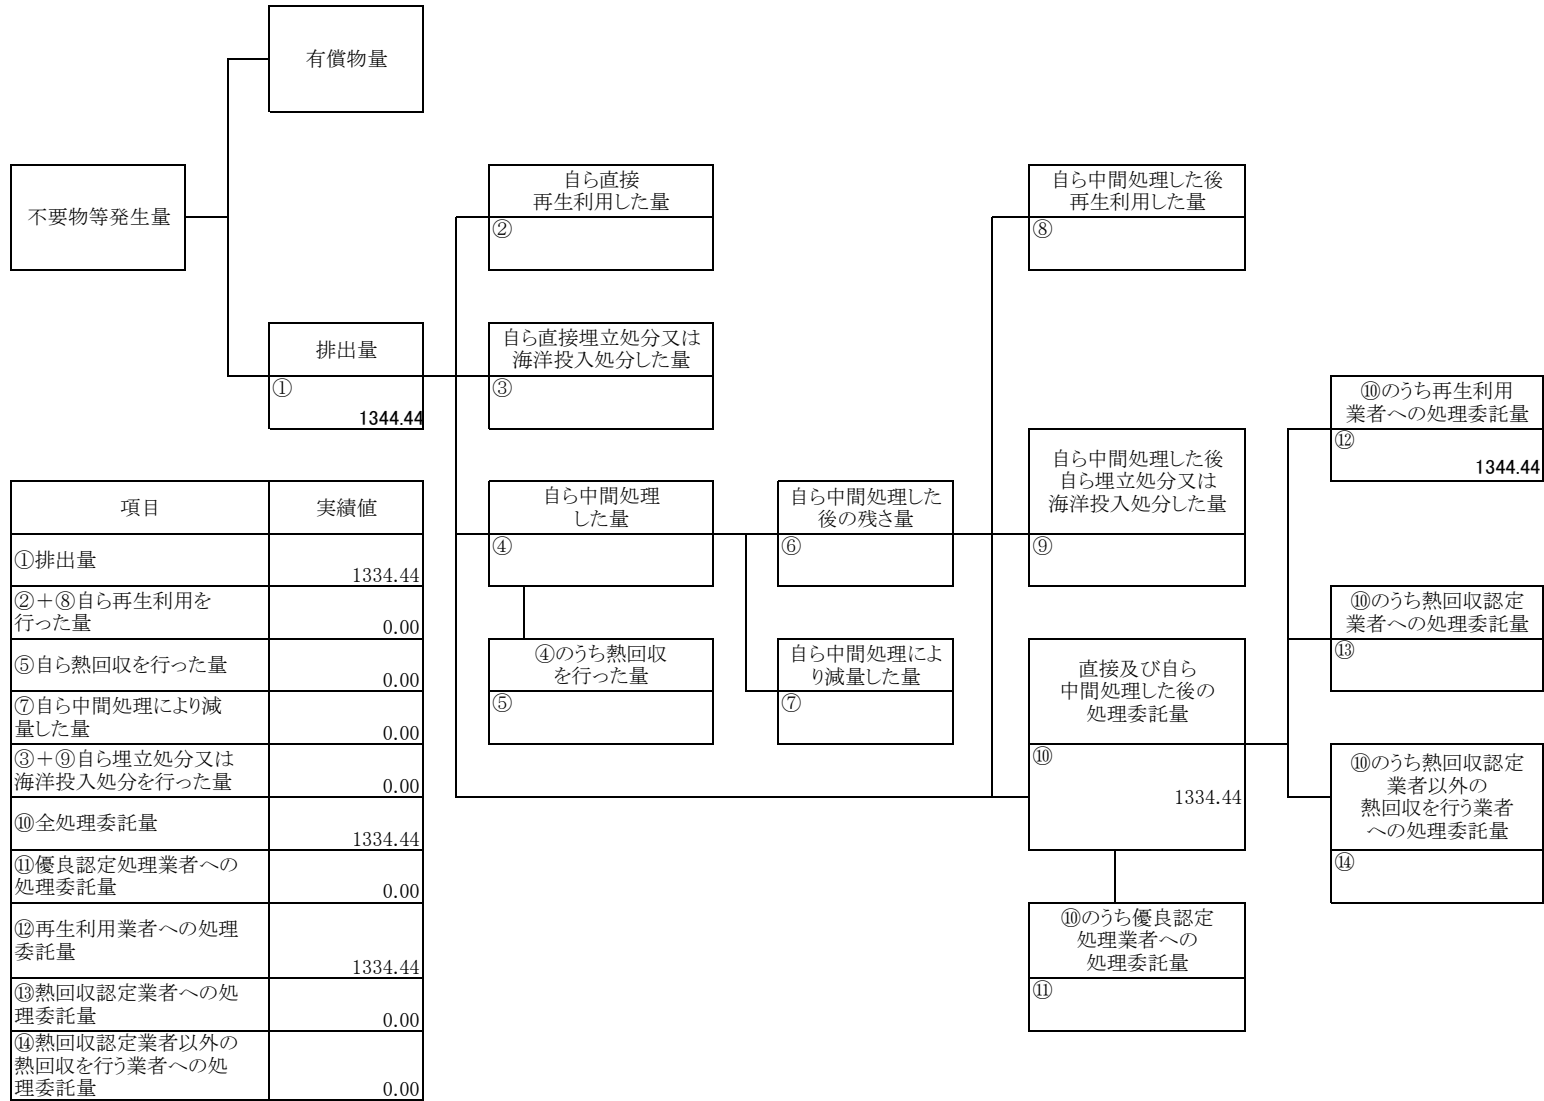 有償物量
不要物等発生量
自ら直接
再生利用した量
②
自ら中間処理した後
再生利用した量
⑧
排出量
①
1344.44
自ら直接埋立処分又は
海洋投入処分した量
③
⑩のうち再生利用
業者への処理委託量
⑫
1344.44
自ら中間処理
した量
④
自ら中間処理した
後の残さ量
⑥
自ら中間処理した後
自ら埋立処分又は
海洋投入処分した量
⑨
⑩のうち熱回収認定
業者への処理委託量
⑬
④のうち熱回収
を行った量
⑤
自ら中間処理によ
り減量した量
⑦
直接及び自ら
中間処理した後の
処理委託量
⑩
1334.44
⑩のうち熱回収認定
業者以外の
熱回収を行う業者
への処理委託量
⑭
⑩のうち優良認定
処理業者への
処理委託量
⑪
項目 実績値
①排出量
1334.44
②＋⑧自ら再生利用を
行った量
0.00
⑤自ら熱回収を行った量
0.00
⑦自ら中間処理により減
量した量
0.00
③＋⑨自ら埋立処分又は
海洋投入処分を行った量
0.00
⑩全処理委託量
1334.44
⑪優良認定処理業者への
処理委託量
0.00
⑫再生利用業者への処理
委託量
1334.44
⑬熱回収認定業者への処
理委託量
0.00
⑭熱回収認定業者以外の
熱回収を行う業者への処
理委託量
0.00